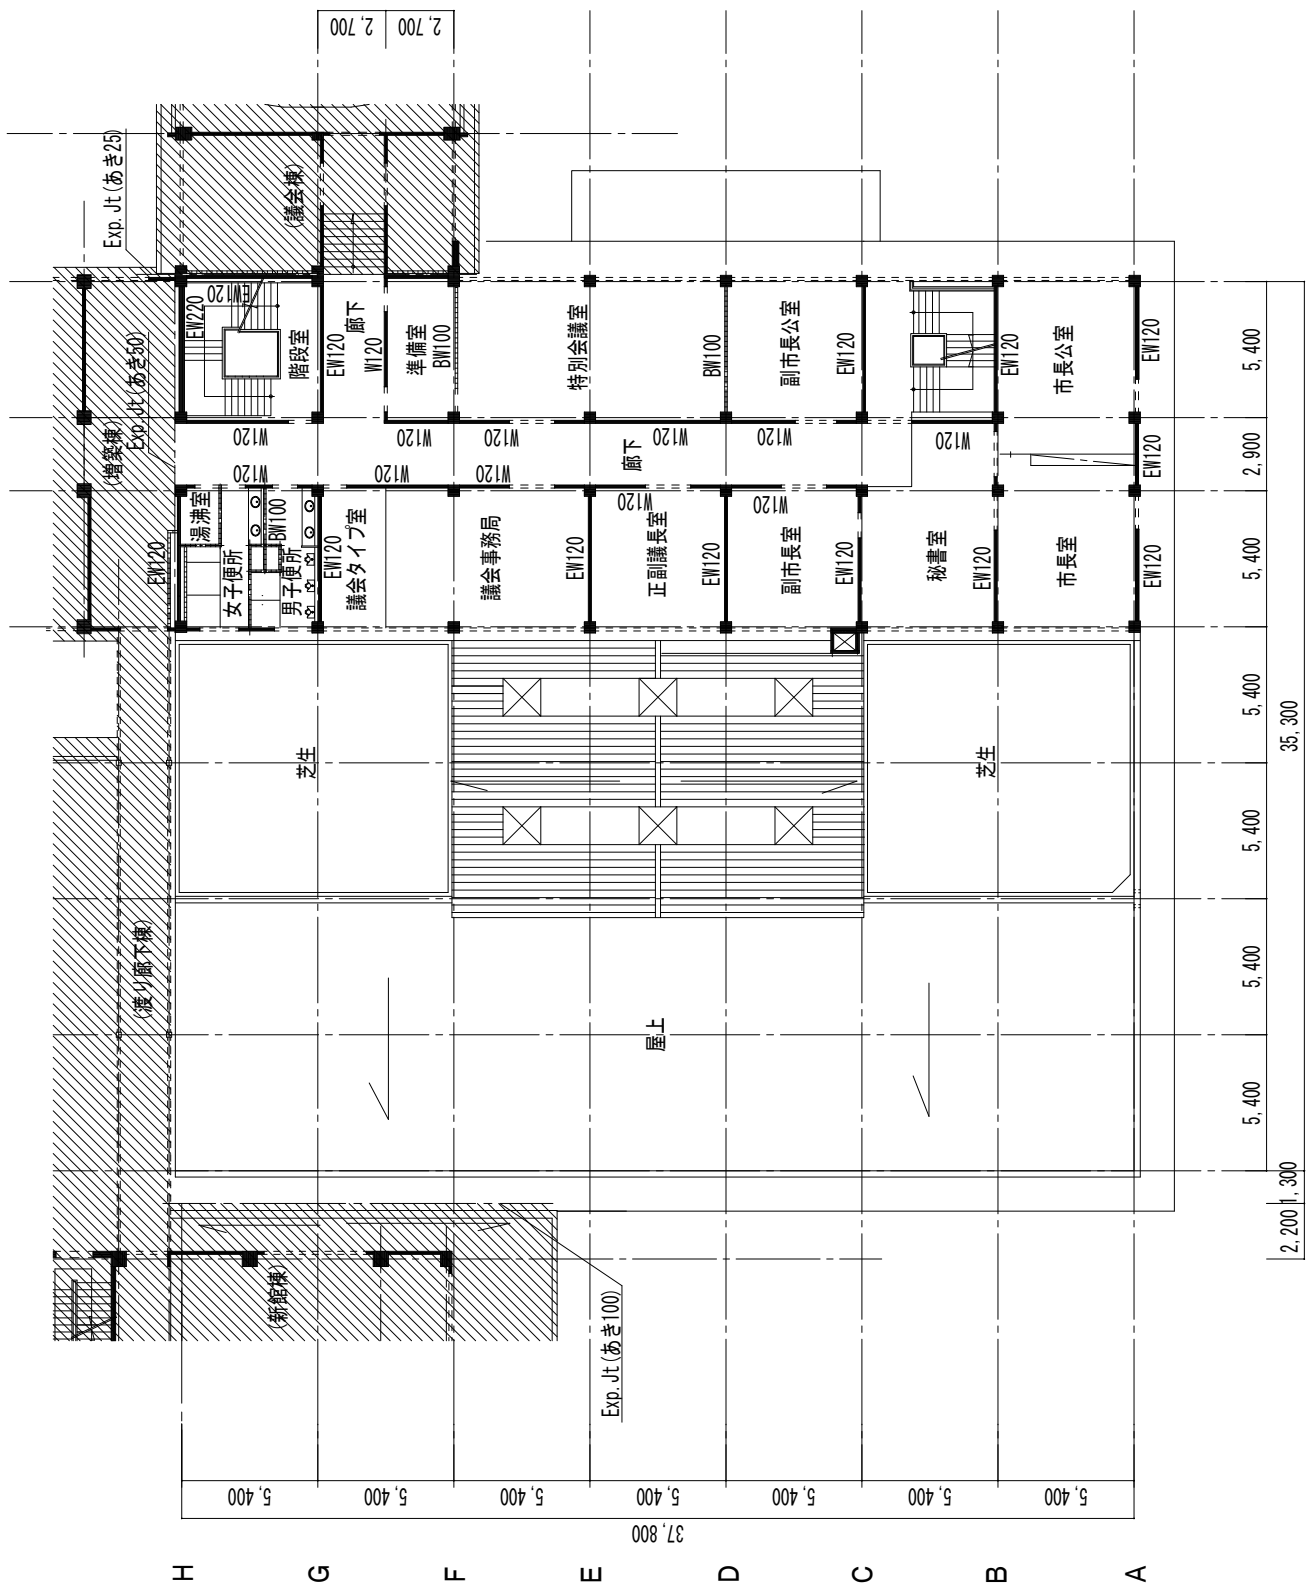 2,700
2,700
Exp.Jt(あき25)
(議会棟)
Exp.Jt(あき50)
(増築棟)
EW220
EW120
階段室
EW120
廊下
W120
準備室
BW100
特別会議室
BW100
副市長公室
EW120
EW120
市長公室
EW120
W120
W120
W120
W120
W120
W120
W120
W120
W120
廊下
W120
W120
EW120
EW120
湯沸室
女子便所
BW100
男子便所
EW120
議会タイプ室
議会事務局
EW120
正副議長室
EW120
副市長室
EW120
秘書室
EW120
市長室
EW120
芝生
芝生
(渡り廊下棟)
屋上
(新館棟)
Exp.Jt(あき100)
5,400
2,900
5,400
5,400
5,400
5,400
5,400
1,300
2,200
35,300
5,400
5,400
5,400
5,400
5,400
5,400
5,400
37,800
H
G
F
E
D
C
B
A